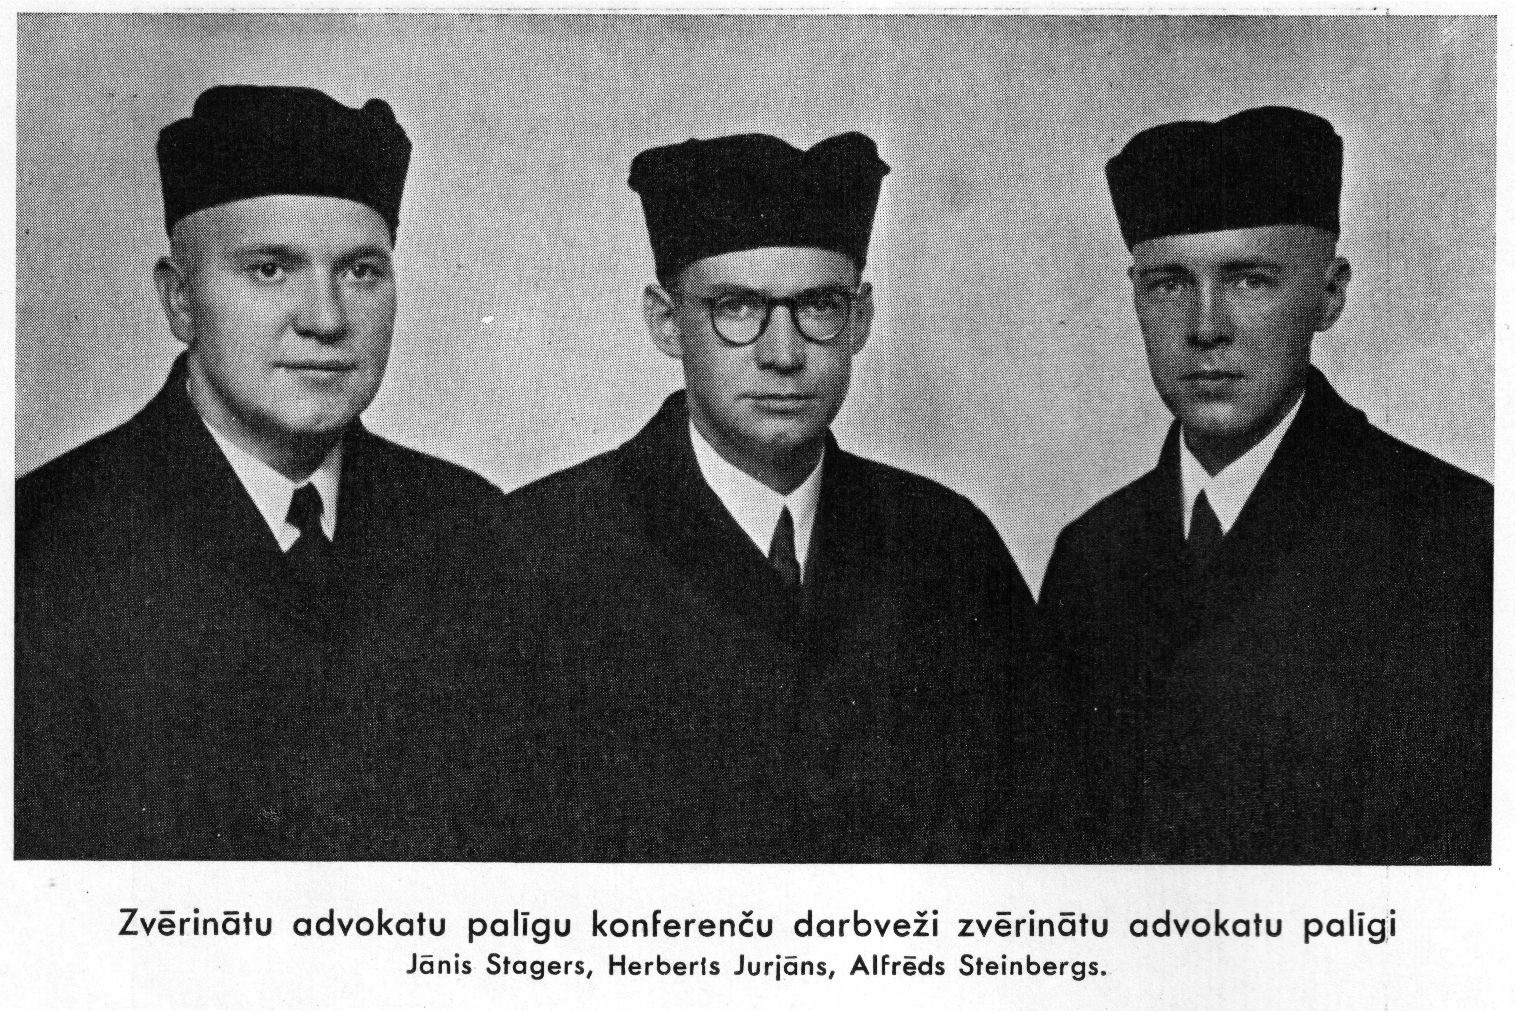 Zvērinātu advokatu palīgu konferenču darbveži zvērinātu advokatu palīgi
Jānis Stagers, Herberts Jurjāns, Alfrēds Steinbergs.